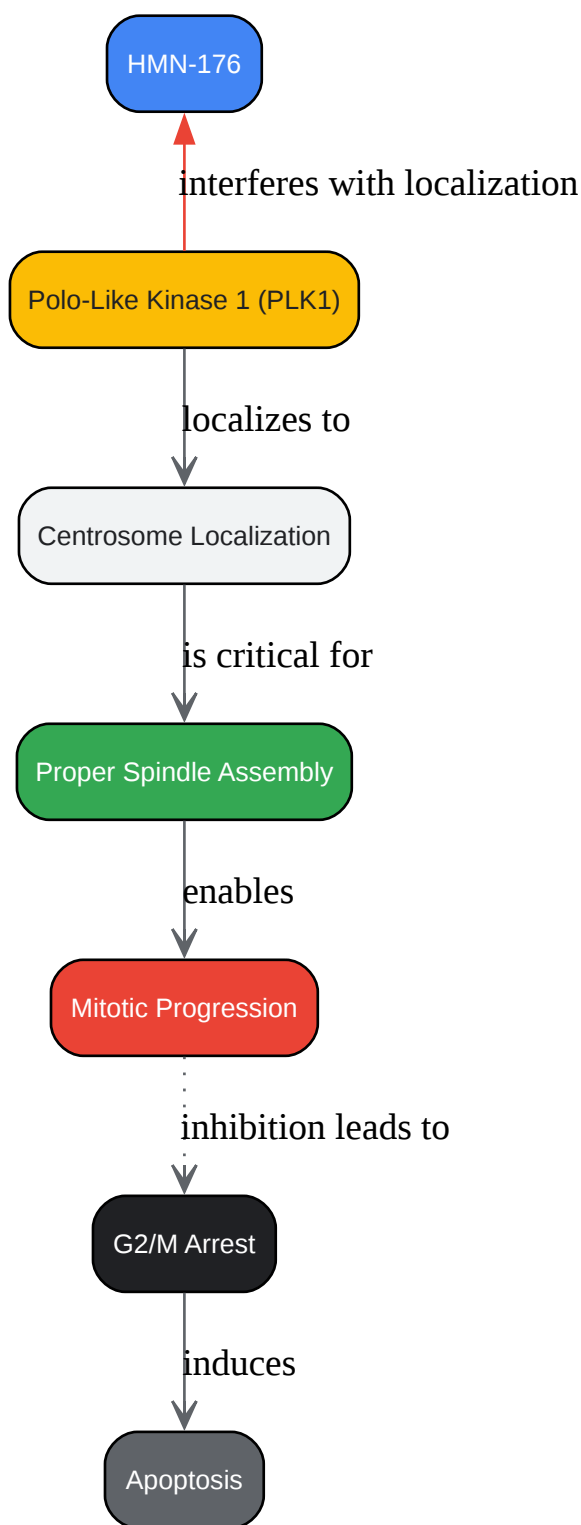 HMN-176
interferes with localization
Polo-Like Kinase 1 (PLK1)
localizes to
Centrosome Localization
is critical for
Proper Spindle Assembly
enables
Mitotic Progression
inhibition leads to
G2/M Arrest
induces
Apoptosis